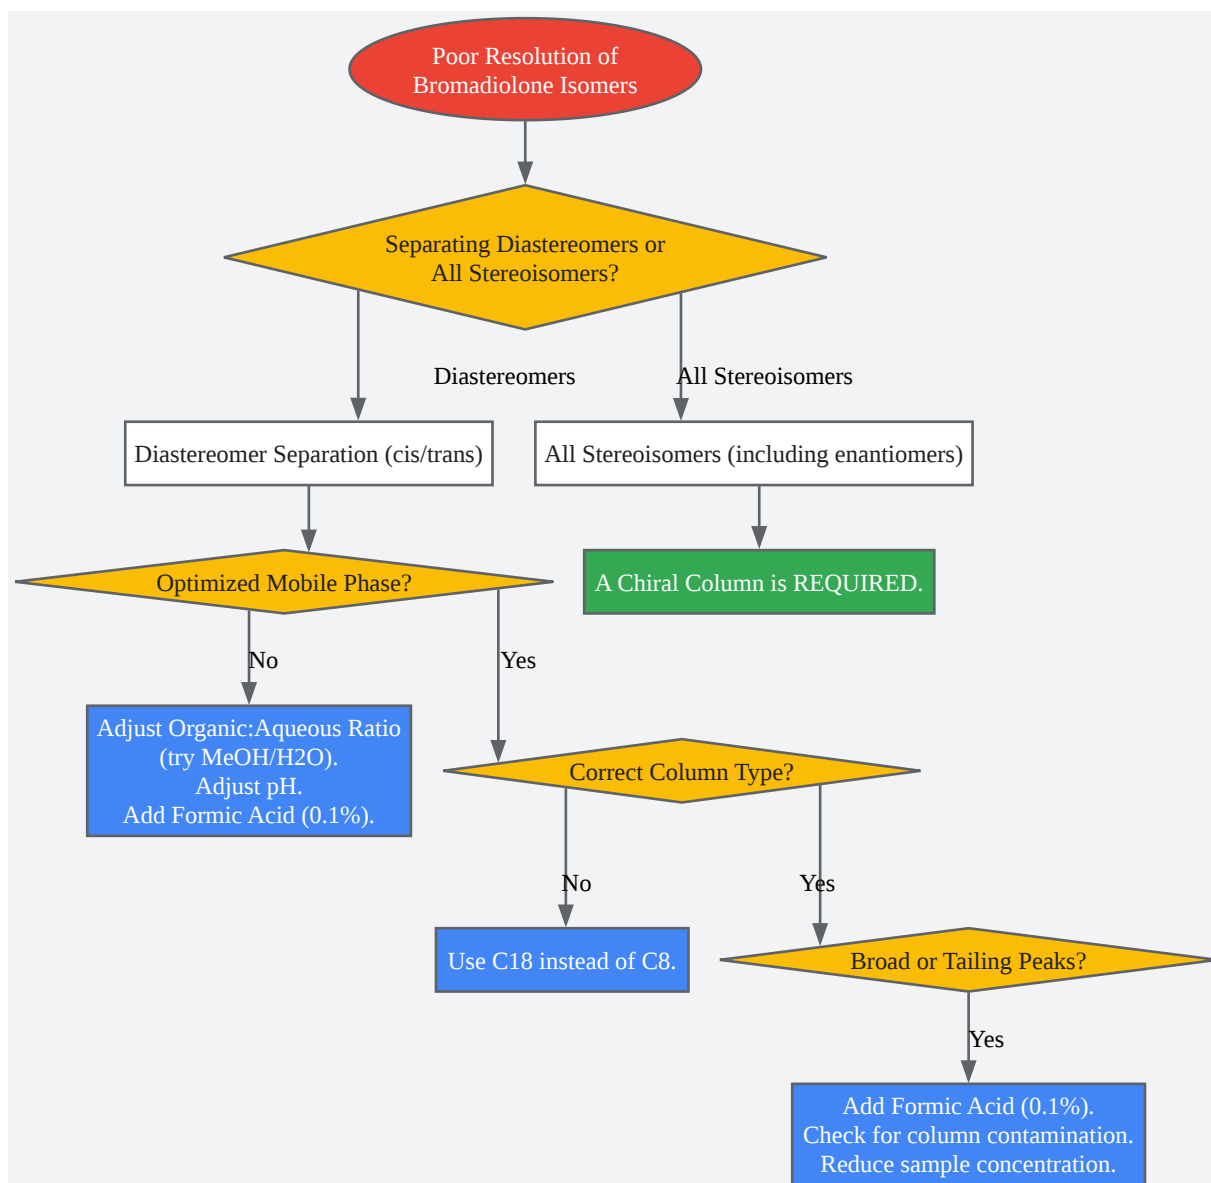 Poor Resolution of
Bromadiolone Isomers
Separating Diastereomers or
All Stereoisomers?
Diastereomers
All Stereoisomers
Diastereomer Separation (cis/trans)
All Stereoisomers (including enantiomers)
Optimized Mobile Phase?
A Chiral Column is REQUIRED.
No
Yes
Adjust Organic:Aqueous Ratio
(try MeOH/H2O).
Adjust pH.
Add Formic Acid (0.1%).
Correct Column Type?
No
Yes
Use C18 instead of C8.
Broad or Tailing Peaks?
Yes
Add Formic Acid (0.1%).
Check for column contamination.
Reduce sample concentration.